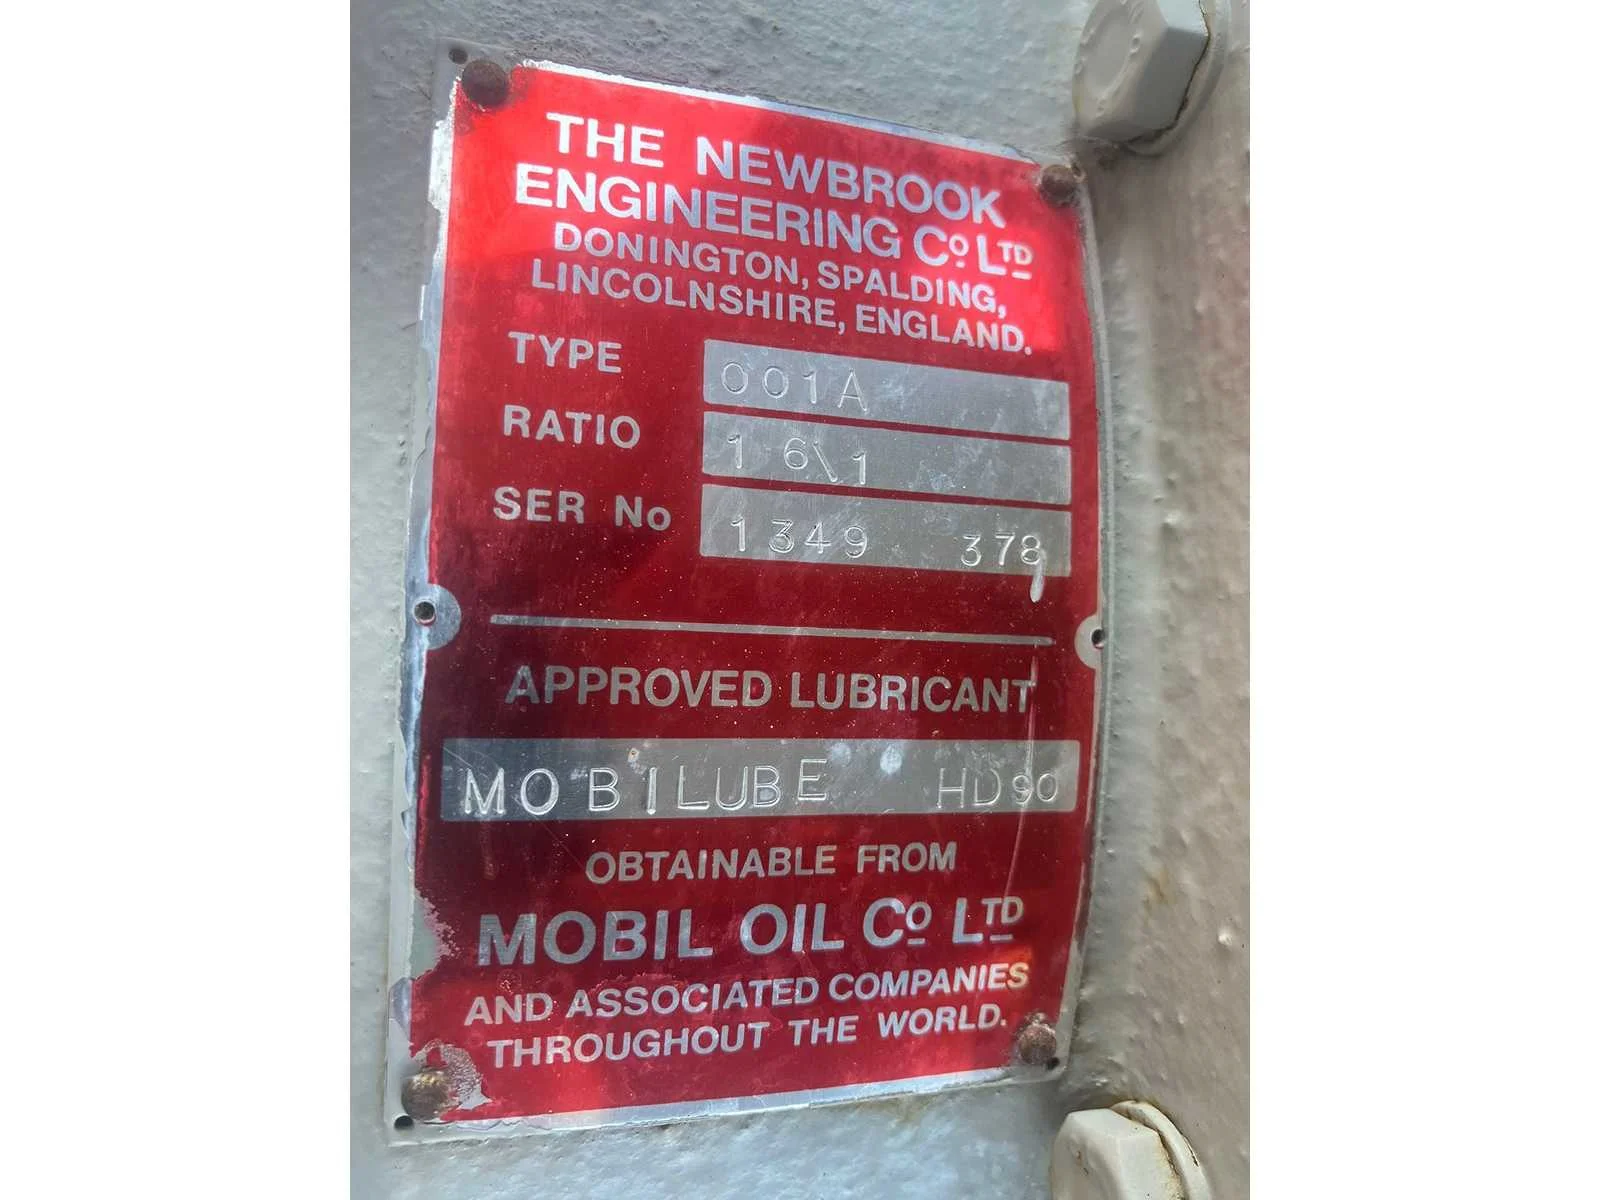 THE NEWBROOK
ENGINEERING Co. LTD
DONINGTON, SPALDING,
LINCOLNSHIRE, ENGLAND.
TYPE 001A
RATIO 16\1
SER No 1349 378
APPROVED LUBRICANT
MOBILUBE HD90
OBTAINABLE FROM
MOBIL OIL Co LTD
AND ASSOCIATED COMPANIES
THROUGHOUT THE WORLD.